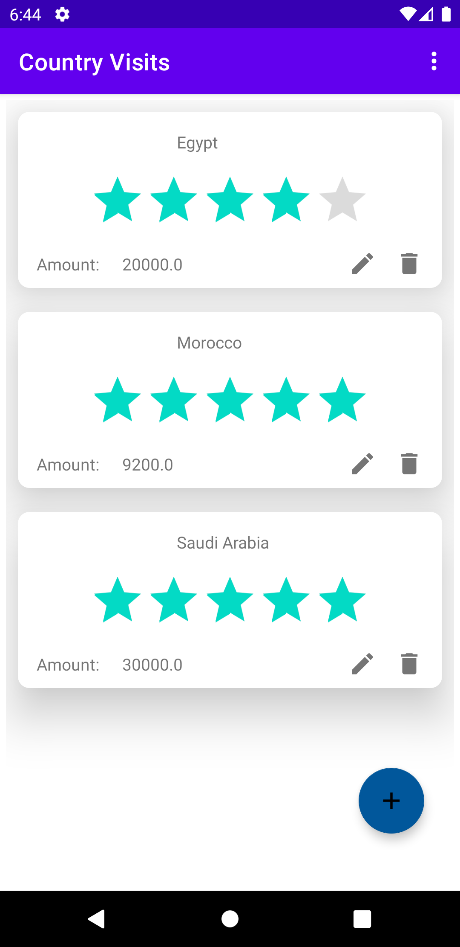 6:44
Country Visits
Egypt
Amount: 20000.0
Morocco
Amount: 9200.0
Saudi Arabia
Amount: 30000.0
+